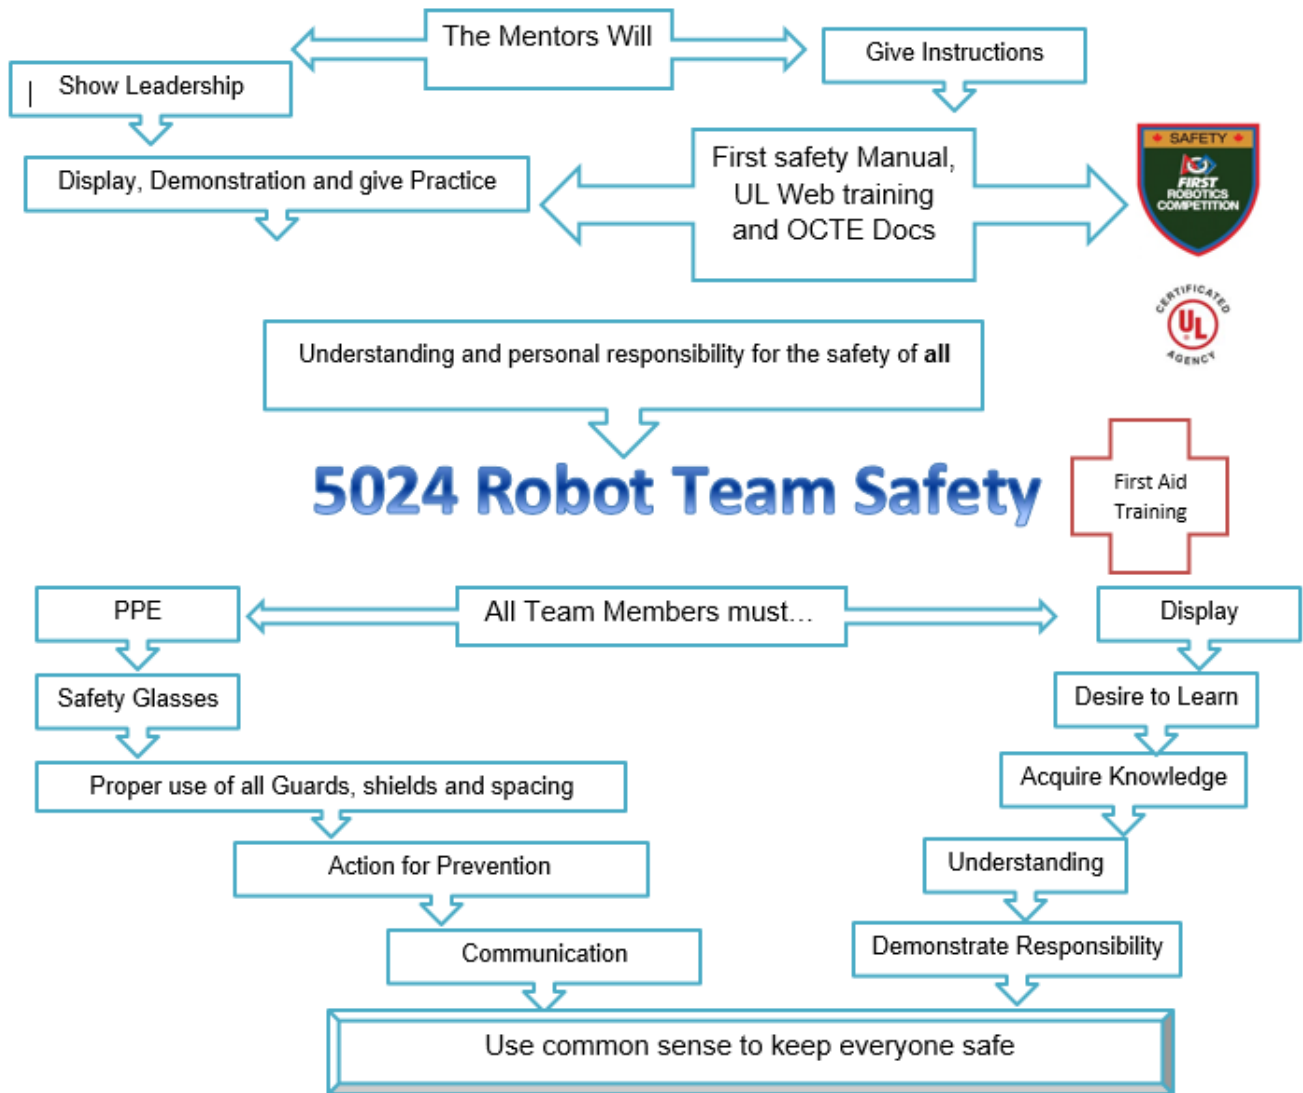 The Mentors Will
Give Instructions
Show Leadership
First safety Manual,
UL Web training
and OCTE Docs
Display, Demonstration and give Practice
SAFETY
FIRST
ROBOTICS
COMPETITION
CERTIFICATED
UL
AGENCY
Understanding and personal responsibility for the safety of all
5024 Robot Team Safety
First Aid
Training
All Team Members must...
PPE
Safety Glasses
Proper use of all Guards, shields and spacing
Action for Prevention
Communication
Display
Desire to Learn
Acquire Knowledge
Understanding
Demonstrate Responsibility
Use common sense to keep everyone safe